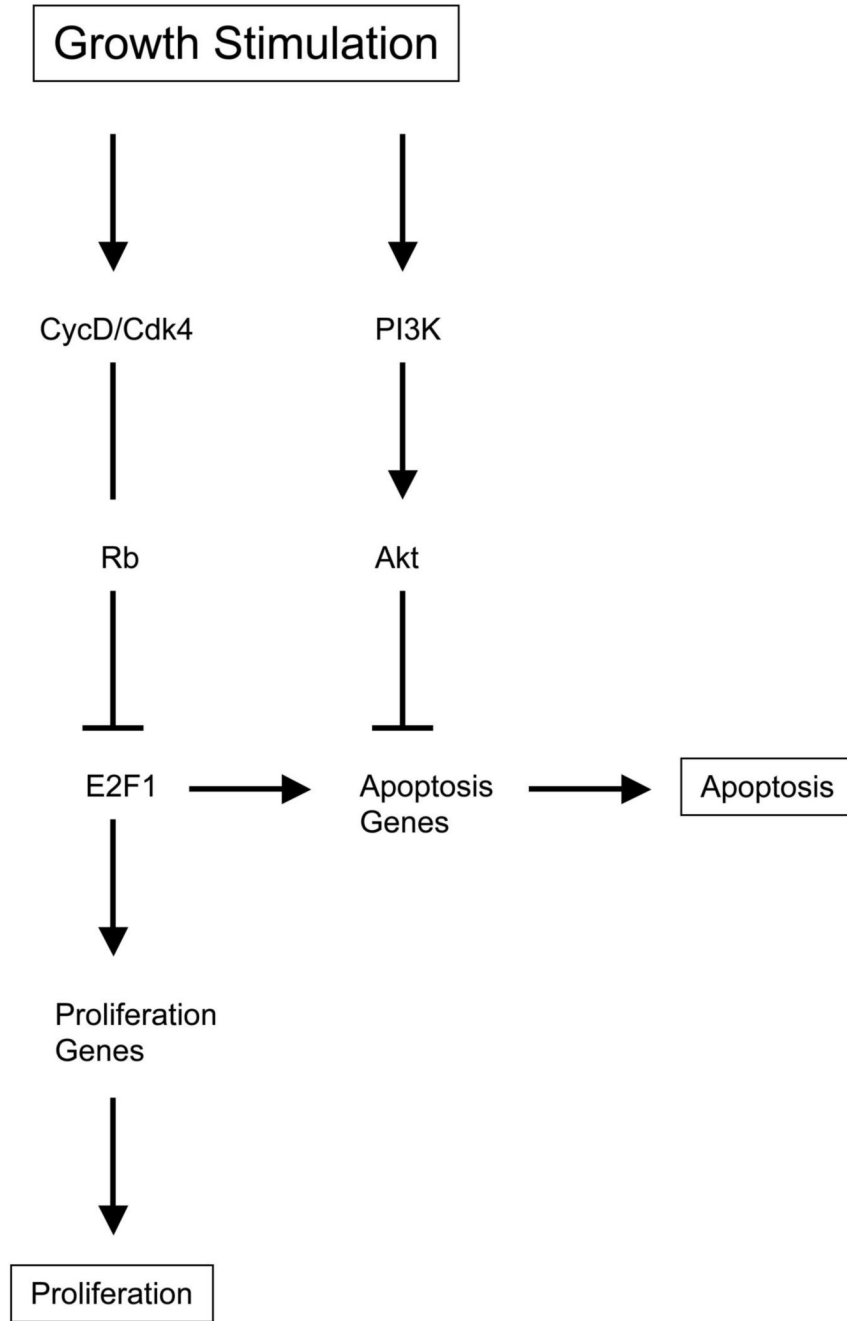 Growth Stimulation
CycD/Cdk4
PI3K
Rb
Akt
E2F1
Apoptosis
Genes
Apoptosis
Proliferation
Genes
Proliferation